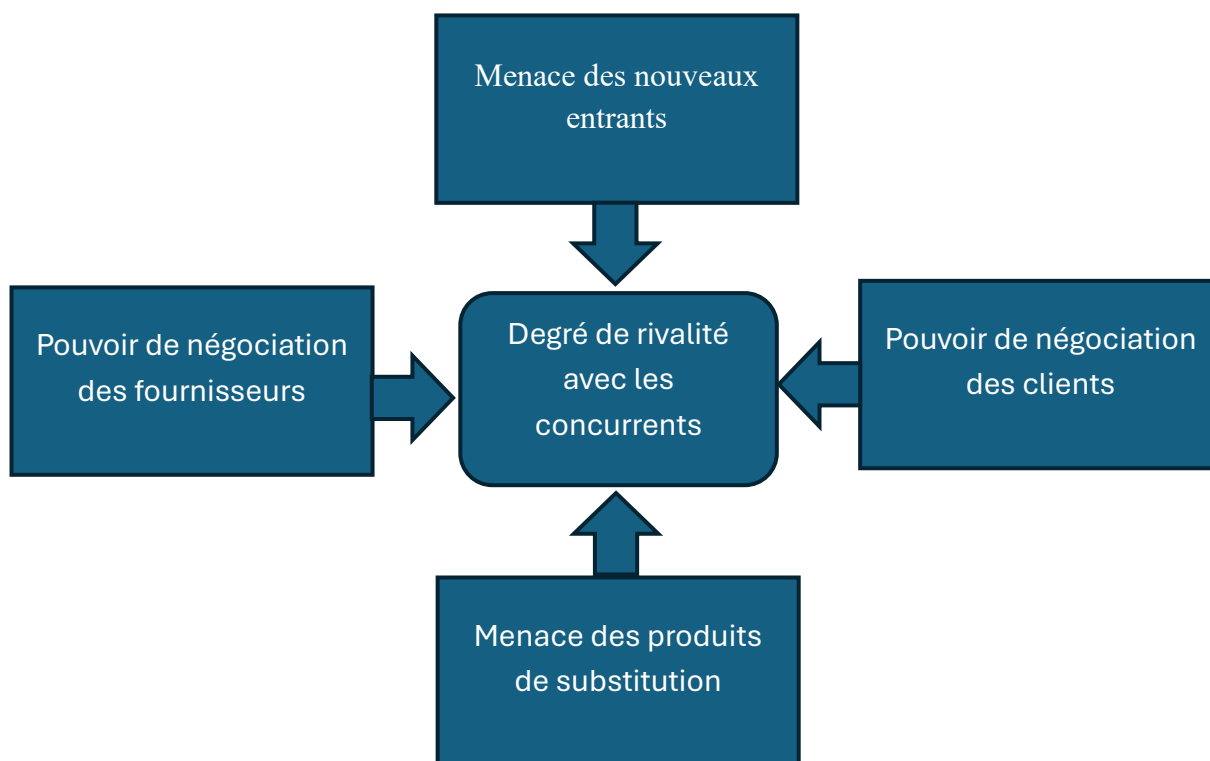 Menace des nouveaux
entrants
Pouvoir de négociation
des fournisseurs
Degré de rivalité
avec les
concurrents
Pouvoir de négociation
des clients
Menace des produits
de substitution